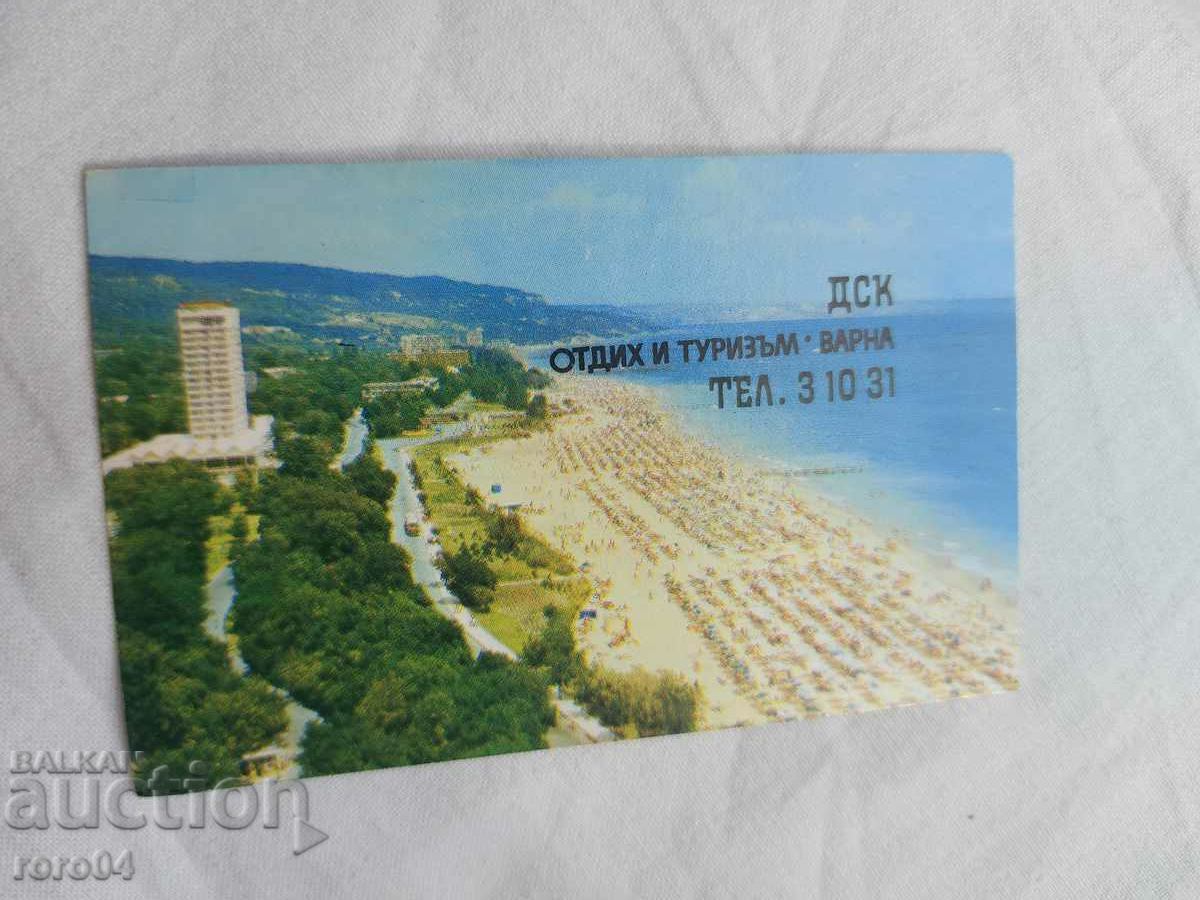 ДСК
ОТДИХ И ТУРИЗЪМ · ВАРНА
ТЕЛ. 3 10 31
BALKAN
auction
roro04